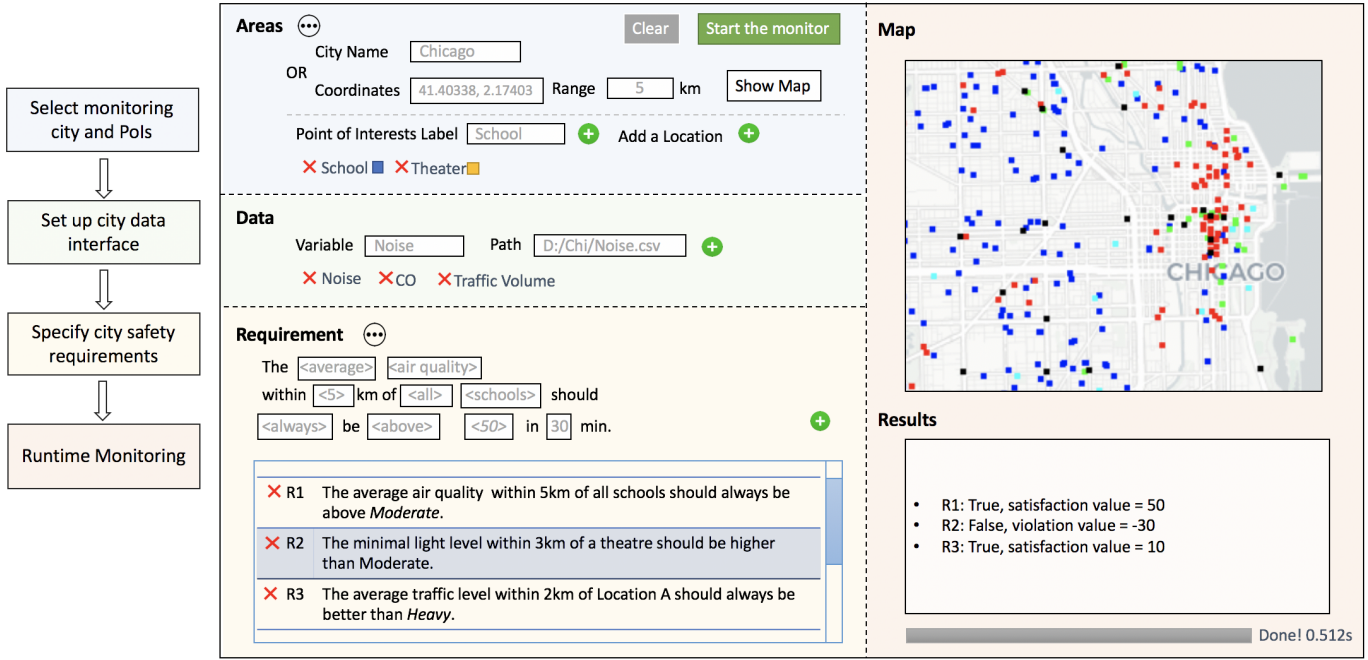 Select monitoring
city and PoIs
Set up city data
interface
Specify city safety
requirements
Runtime Monitoring
Areas
Clear
Start the monitor
City Name
Chicago
OR
Coordinates
41.40338, 2.17403
Range
5
km
Show Map
Point of Interests Label
School
Add a Location
School
Theater
Data
Variable
Noise
Path
D:/Chi/Noise.csv
Noise
CO
Traffic Volume
Requirement
The <average> <air quality>
within <5> km of <all> <schools> should
<always> be <above> <50> in 30 min.
R1 The average air quality within 5km of all schools should always be
above Moderate.
R2 The minimal light level within 3km of a theatre should be higher
than Moderate.
R3 The average traffic level within 2km of Location A should always be
better than Heavy.
Map
CHICAGO
Results
• R1: True, satisfaction value = 50
• R2: False, violation value = -30
• R3: True, satisfaction value = 10
Done! 0.512s